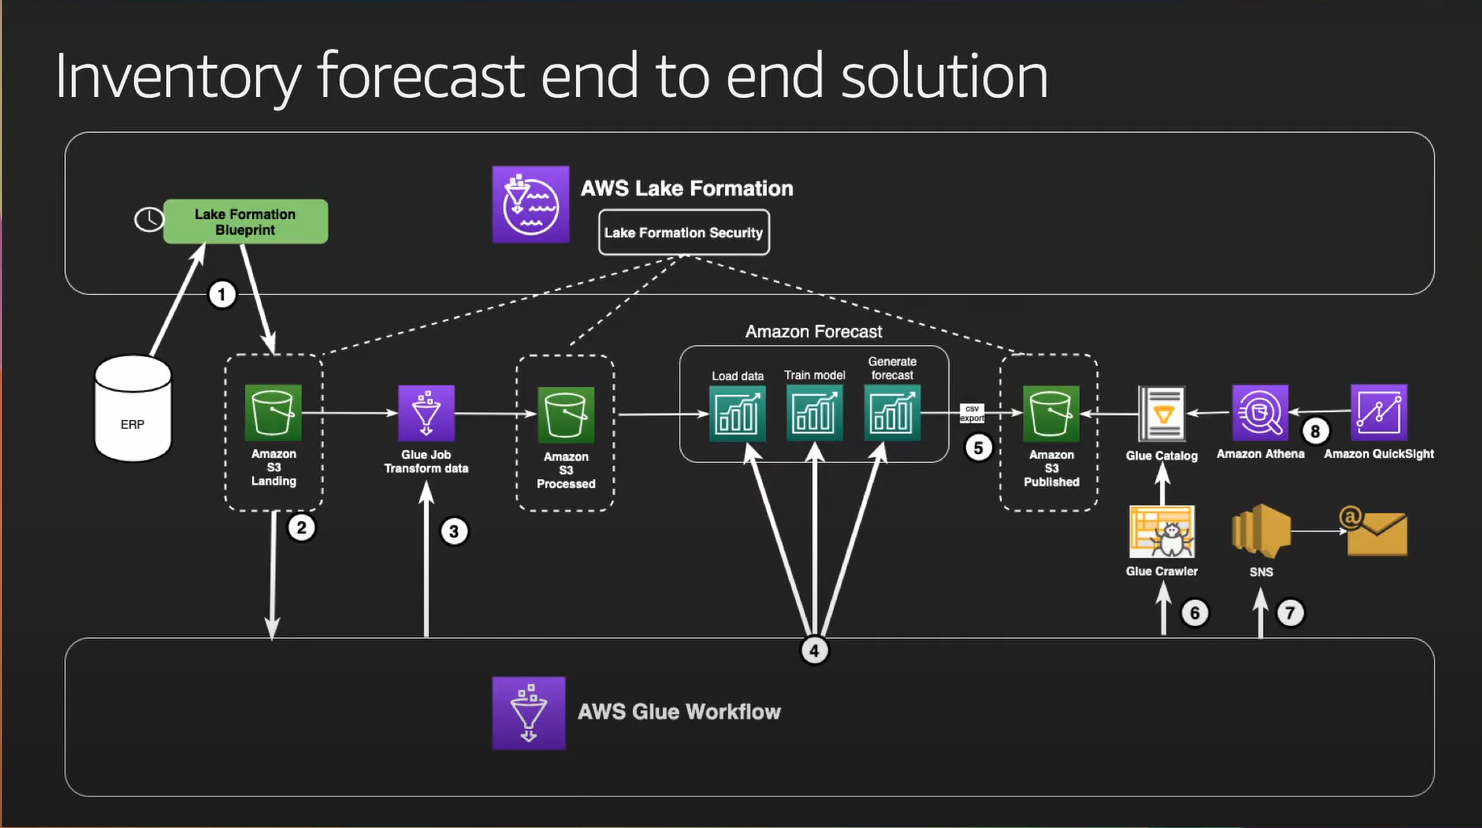 Inventory forecast end to end solution
AWS Lake Formation
Lake Formation Security
Lake Formation
Blueprint
1
ERP
Amazon
S3
Landing
2
Glue Job
Transform data
3
Amazon
S3
Processed
Amazon Forecast
Load data
Train model
Generate
forecast
4
csv
export
5
Amazon
S3
Published
Glue Catalog
Amazon Athena
8
Amazon QuickSight
Glue Crawler
6
SNS
7
@
AWS Glue Workflow